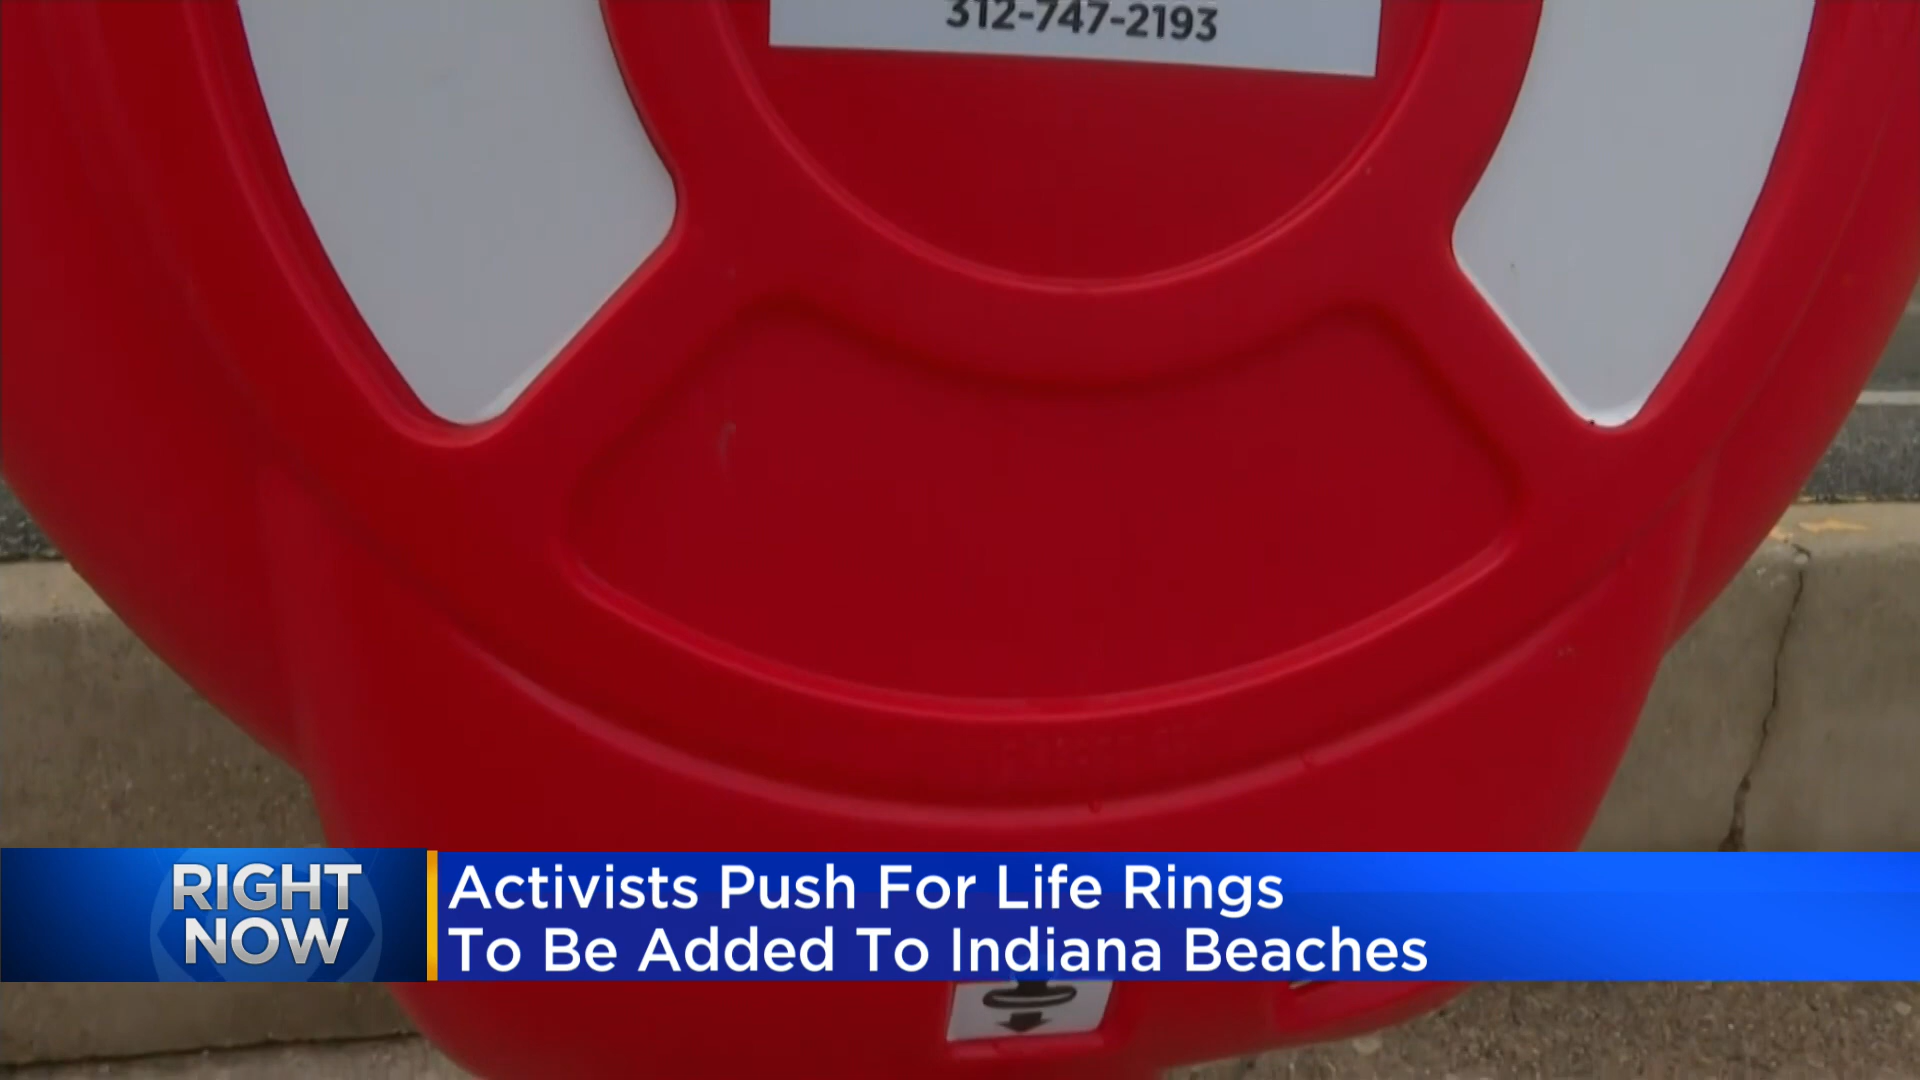 312-747-2193
RIGHT
NOW
Activists Push For Life Rings
To Be Added To Indiana Beaches